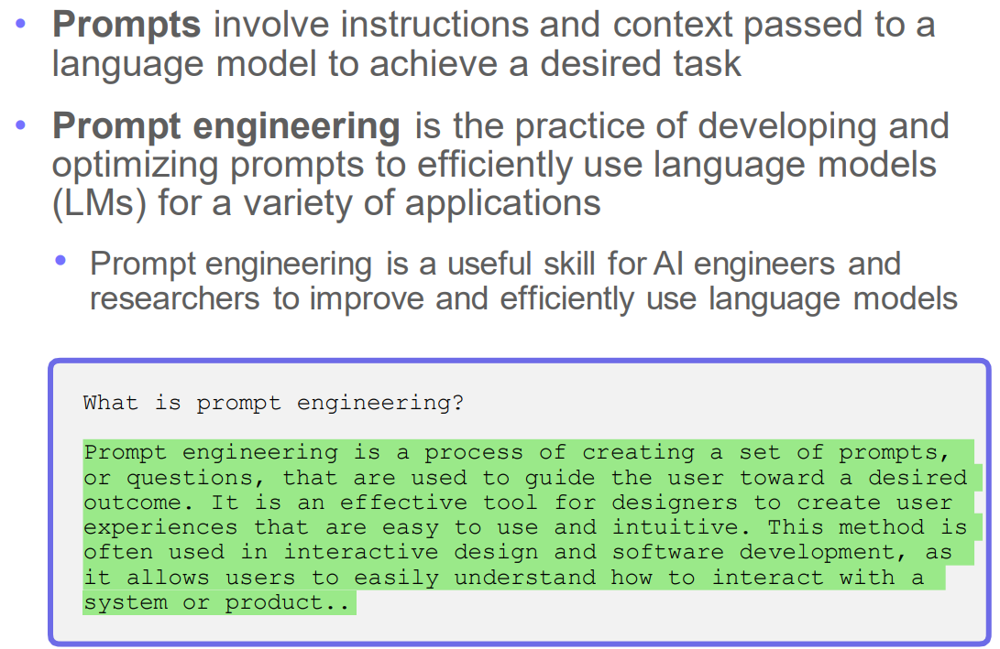 • Prompts involve instructions and context passed to a
language model to achieve a desired task
• Prompt engineering is the practice of developing and
optimizing prompts to efficiently use language models
(LMs) for a variety of applications
• Prompt engineering is a useful skill for AI engineers and
researchers to improve and efficiently use language models
What is prompt engineering?
Prompt engineering is a process of creating a set of prompts,
or questions, that are used to guide the user toward a desired
outcome. It is an effective tool for designers to create user
experiences that are easy to use and intuitive. This method is
often used in interactive design and software development, as
it allows users to easily understand how to interact with a
system or product..